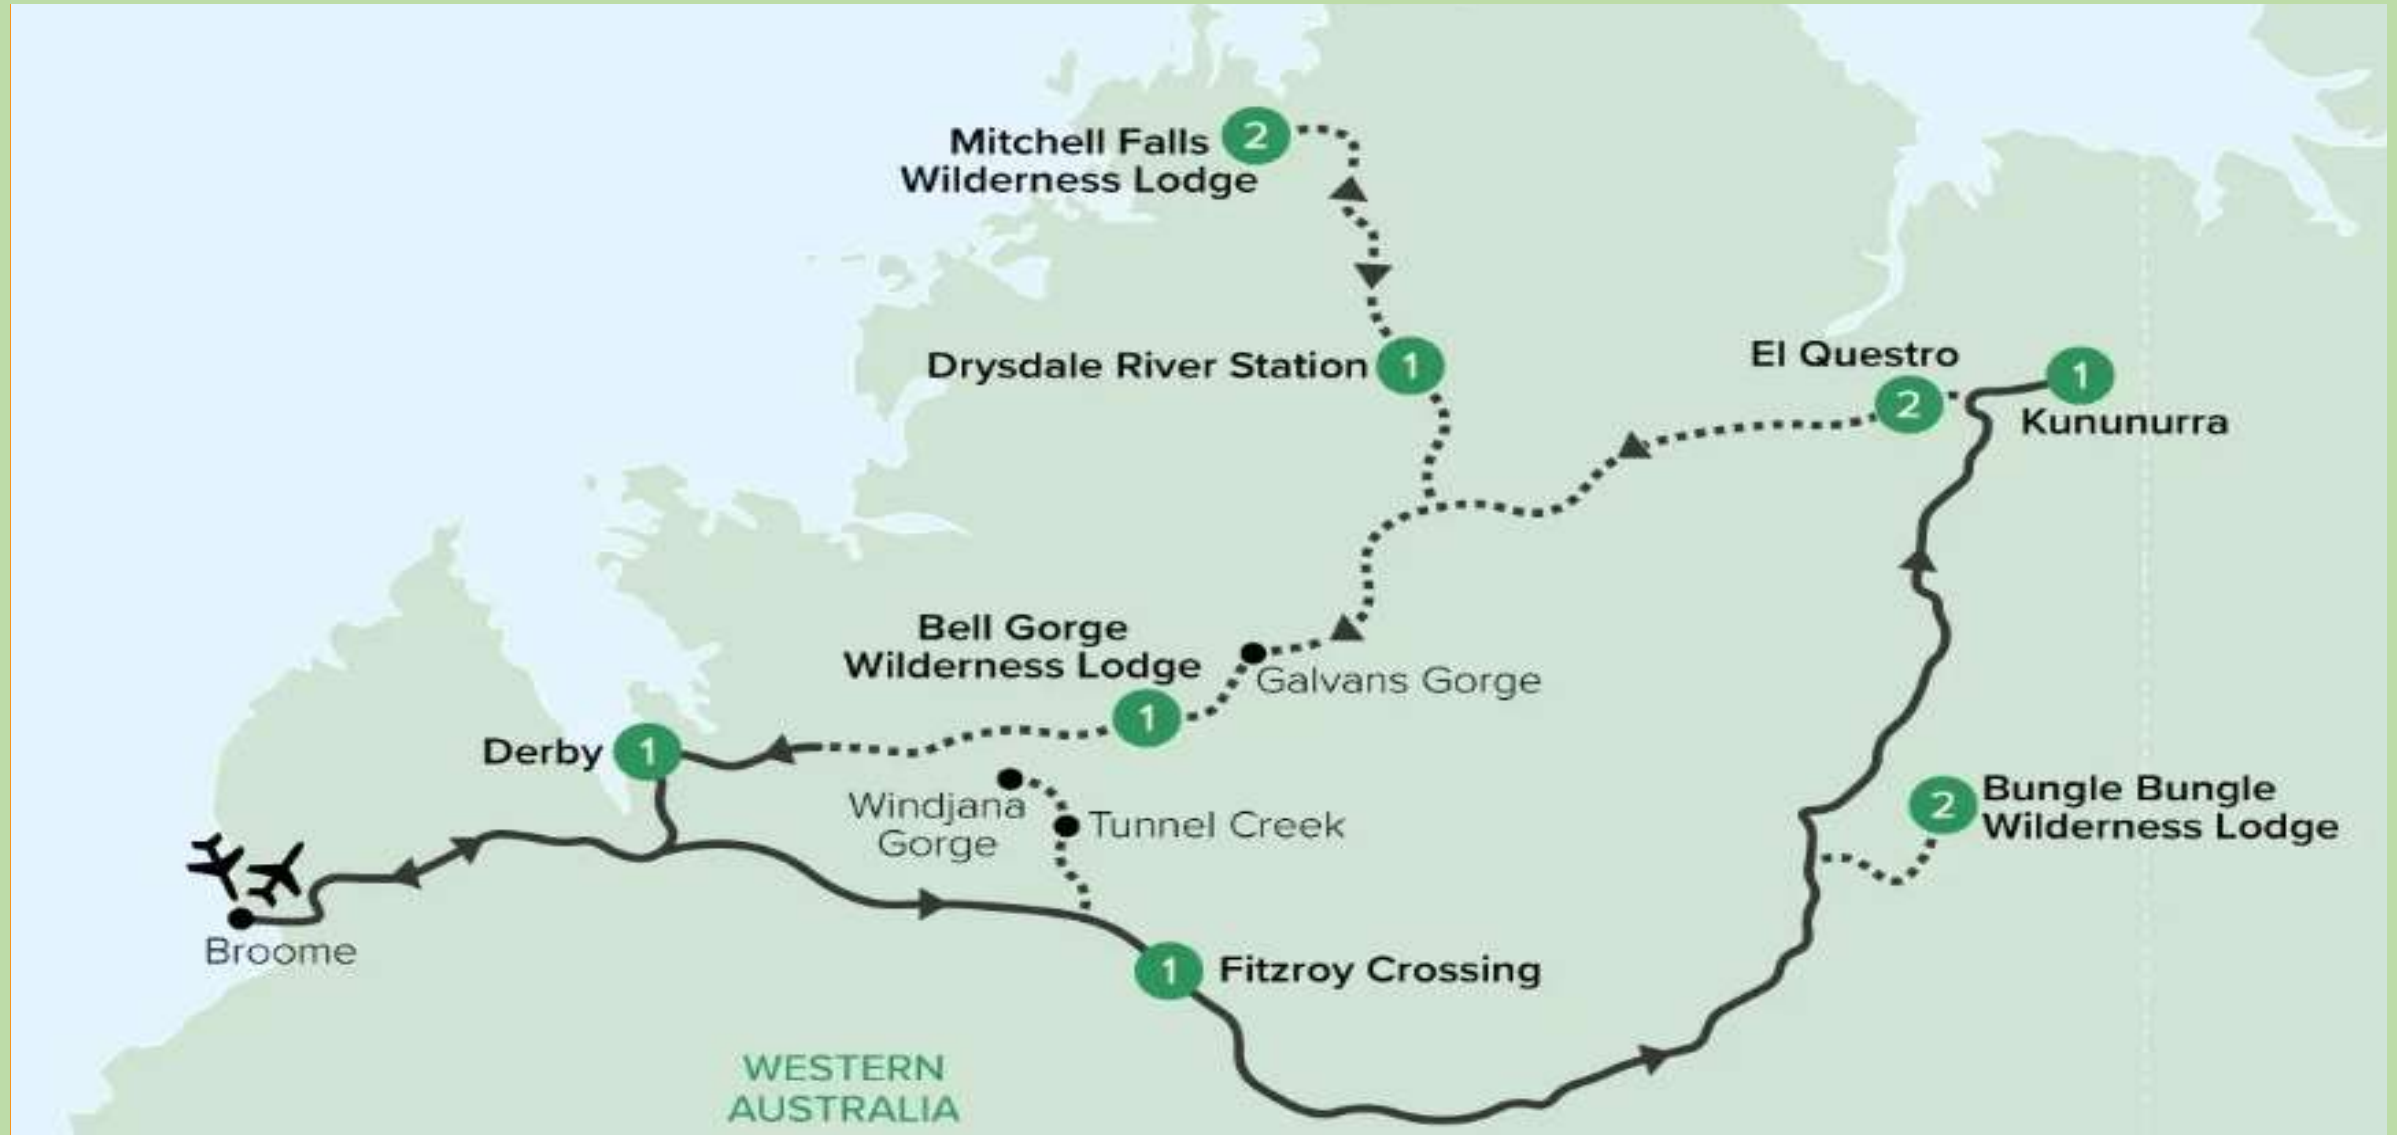 2
Mitchell Falls
Wilderness Lodge
Drysdale River Station 1
El Questro
2
1
Kununurra
Bell Gorge
Wilderness Lodge
1
Galvans Gorge
Derby 1
Windjana
Gorge
Tunnel Creek
2
Bungle Bungle
Wilderness Lodge
Broome
1 Fitzroy Crossing
WESTERN
AUSTRALIA